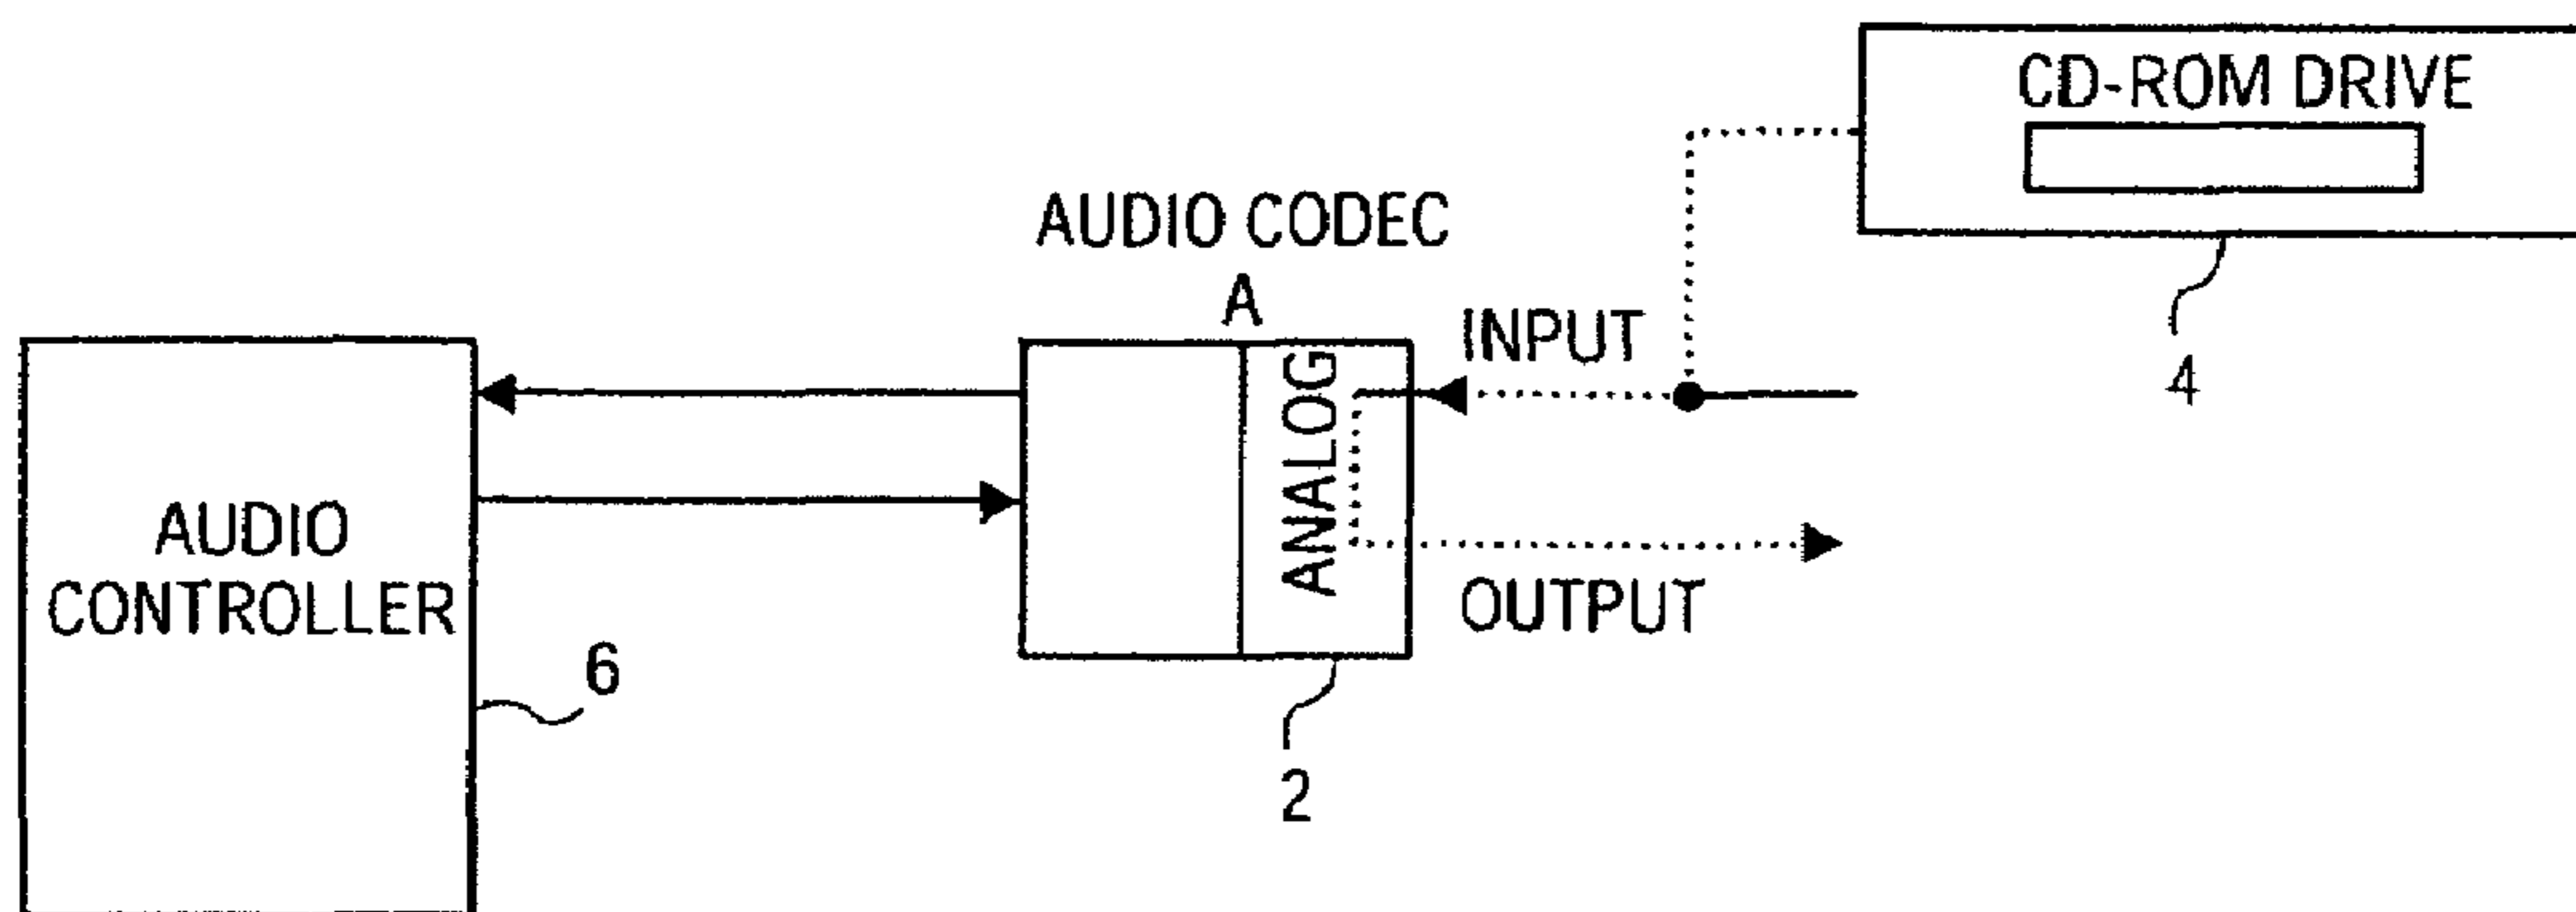 CD-ROM DRIVE
4
AUDIO CODEC
A
INPUT
ANALOG
OUTPUT
2
AUDIO
CONTROLLER
6